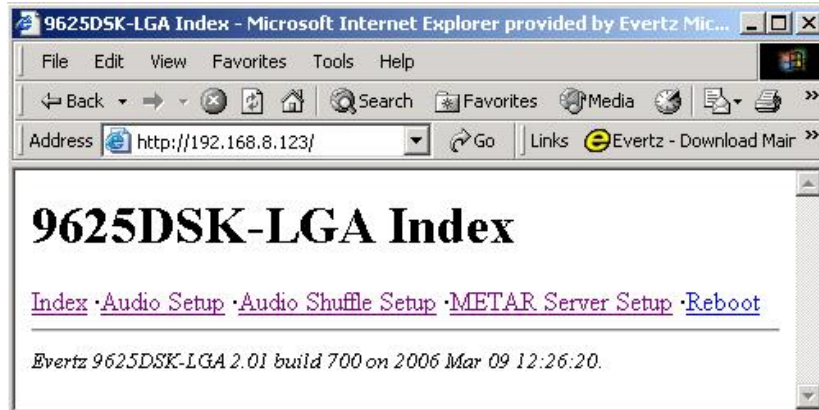 9625DSK-LGA Index - Microsoft Internet Explorer provided by Evertz Mic...
File Edit View Favorites Tools Help
Back Search Favorites Media »
Address http://192.168.8.123/ Go Links Evertz - Download Mair »
9625DSK-LGA Index
Index ·Audio Setup ·Audio Shuffle Setup ·METAR Server Setup ·Reboot
Evertz 9625DSK-LGA 2.01 build 700 on 2006 Mar 09 12:26:20.